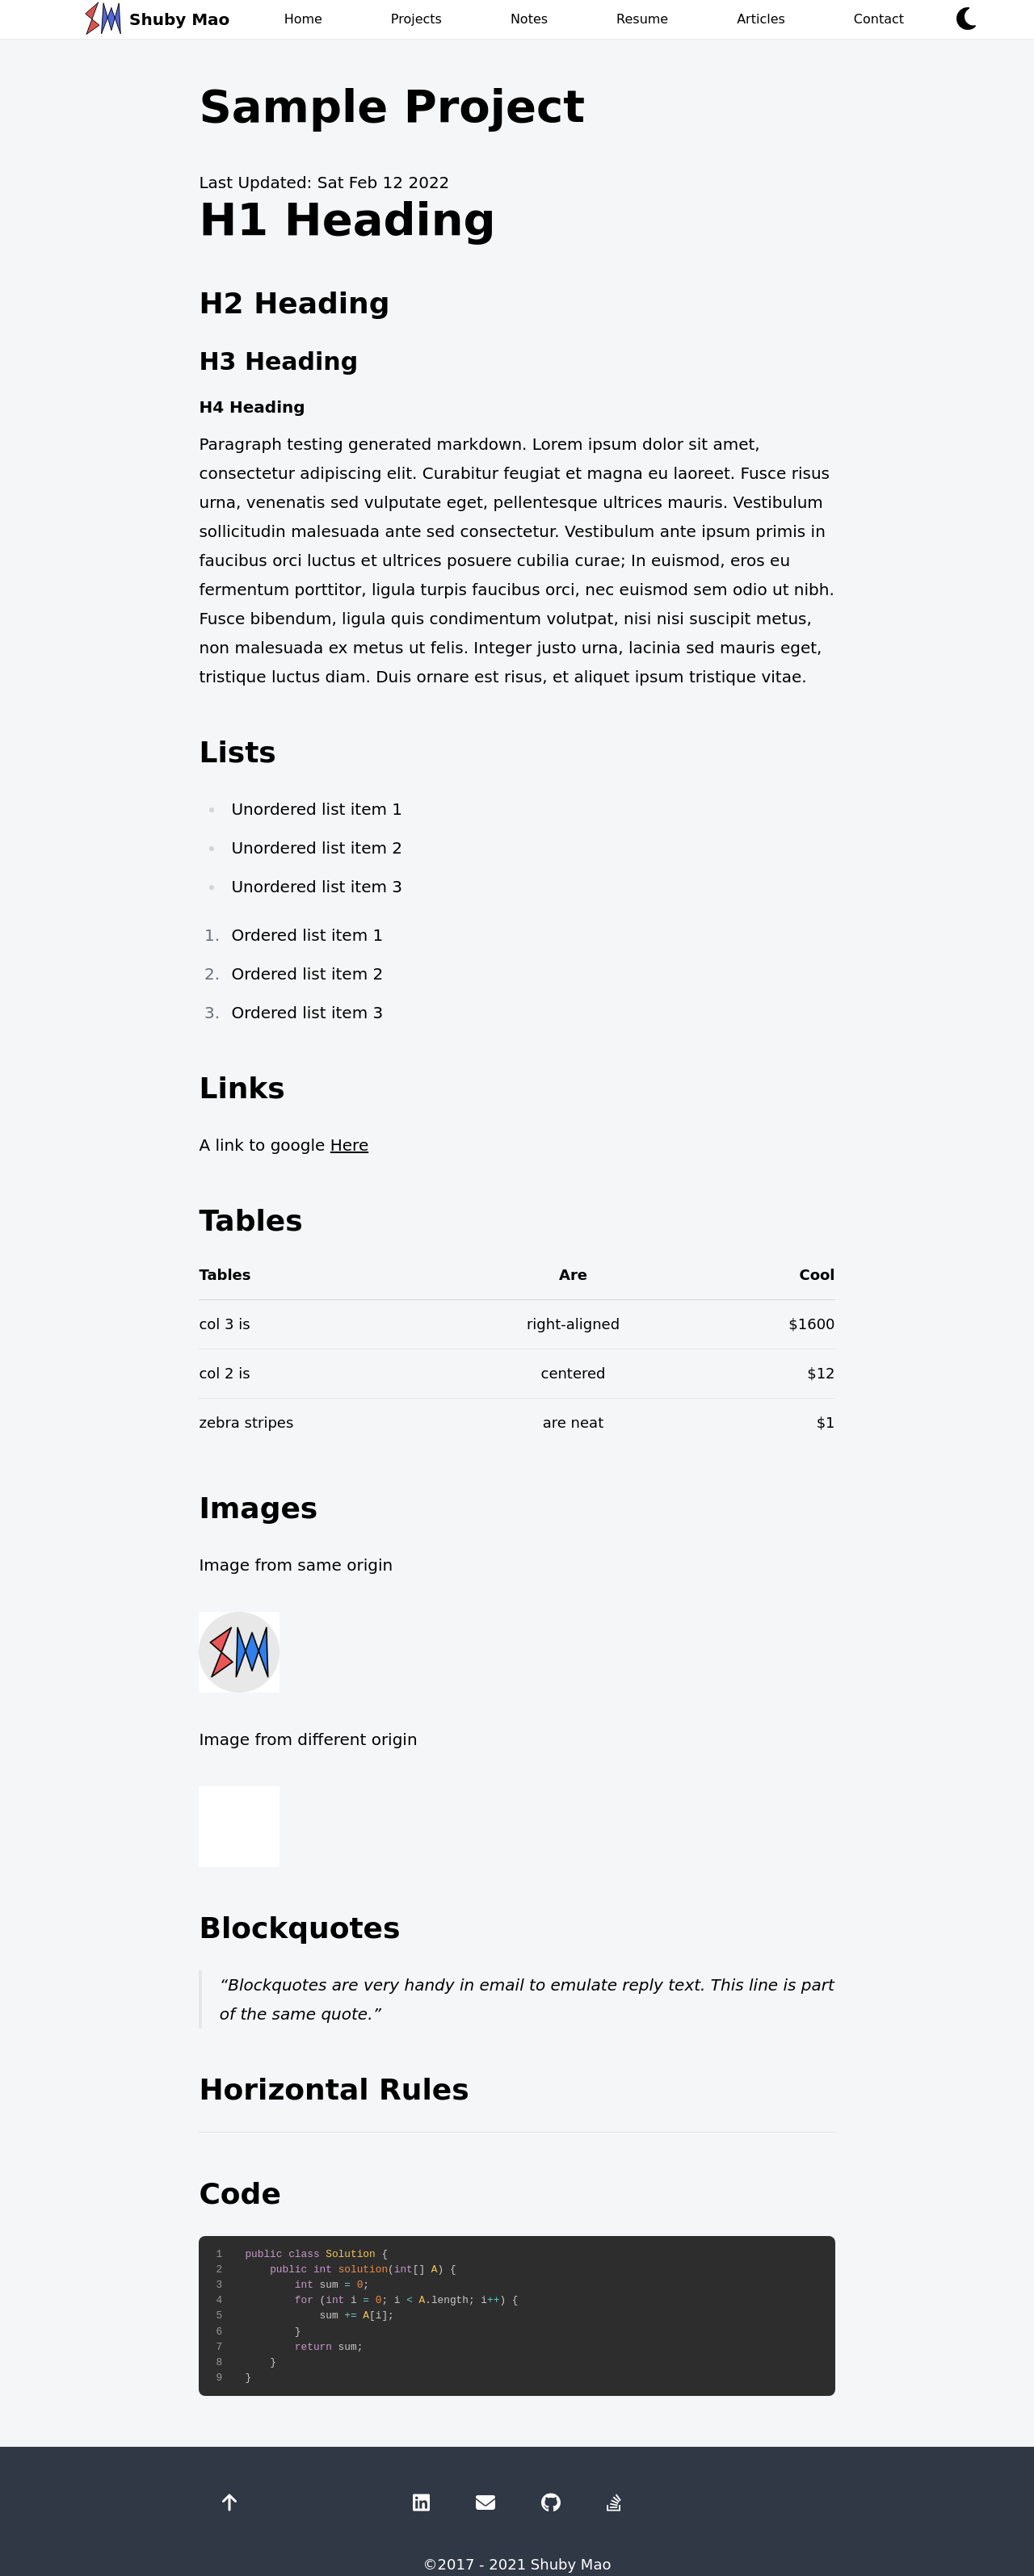 Shuby Mao Home Projects Notes Resume Articles Contact
Sample Project
Last Updated: Sat Feb 12 2022
H1 Heading
H2 Heading
H3 Heading
H4 Heading
Paragraph testing generated markdown. Lorem ipsum dolor sit amet,
consectetur adipiscing elit. Curabitur feugiat et magna eu laoreet. Fusce risus
urna, venenatis sed vulputate eget, pellentesque ultrices mauris. Vestibulum
sollicitudin malesuada ante sed consectetur. Vestibulum ante ipsum primis in
faucibus orci luctus et ultrices posuere cubilia curae; In euismod, eros eu
fermentum porttitor, ligula turpis faucibus orci, nec euismod sem odio ut nibh.
Fusce bibendum, ligula quis condimentum volutpat, nisi nisi suscipit metus,
non malesuada ex metus ut felis. Integer justo urna, lacinia sed mauris eget,
tristique luctus diam. Duis ornare est risus, et aliquet ipsum tristique vitae.
Lists
• Unordered list item 1
• Unordered list item 2
• Unordered list item 3
1. Ordered list item 1
2. Ordered list item 2
3. Ordered list item 3
Links
A link to google Here
Tables
Tables Are Cool
col 3 is right-aligned $1600
col 2 is centered $12
zebra stripes are neat $1
Images
Image from same origin
SM
Image from different origin
Blockquotes
“Blockquotes are very handy in email to emulate reply text. This line is part
of the same quote.”
Horizontal Rules
Code
1 public class Solution {
2     public int solution(int[] A) {
3         int sum = 0;
4         for (int i = 0; i < A.length; i++) {
5             sum += A[i];
6         }
7         return sum;
8     }
9 }
©2017 - 2021 Shuby Mao